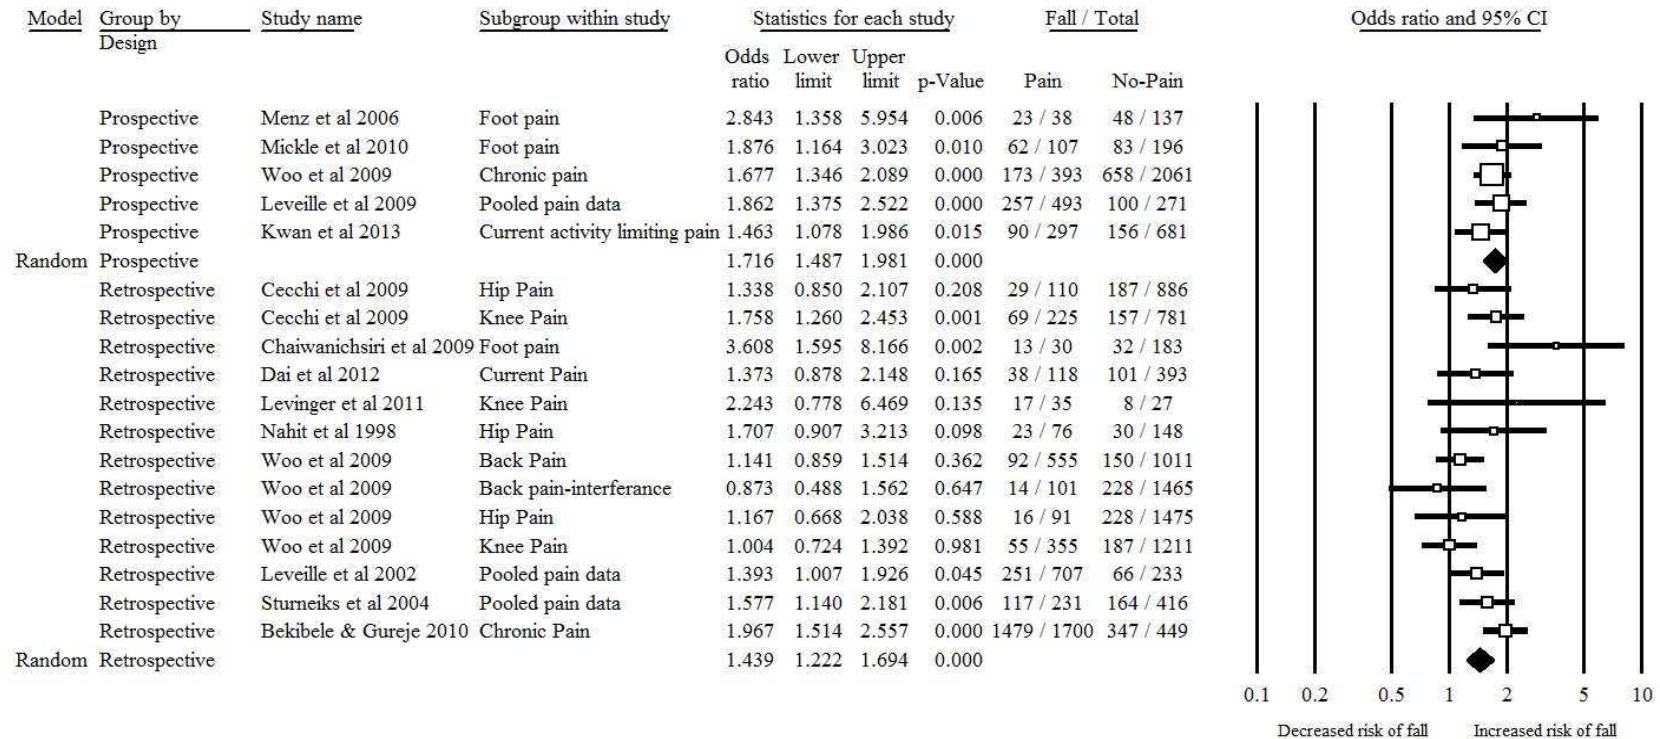 Model Group by Design Study name Subgroup within study Statistics for each study Fall / Total Odds ratio and 95% CI
Odds ratio Lower limit Upper limit p-Value Pain No-Pain
Prospective Menz et al 2006 Foot pain 2.843 1.358 5.954 0.006 23 / 38 48 / 137
Prospective Mickle et al 2010 Foot pain 1.876 1.164 3.023 0.010 62 / 107 83 / 196
Prospective Woo et al 2009 Chronic pain 1.677 1.346 2.089 0.000 173 / 393 658 / 2061
Prospective Leveille et al 2009 Pooled pain data 1.862 1.375 2.522 0.000 257 / 493 100 / 271
Prospective Kwan et al 2013 Current activity limiting pain 1.463 1.078 1.986 0.015 90 / 297 156 / 681
Random Prospective 1.716 1.487 1.981 0.000
Retrospective Cecchi et al 2009 Hip Pain 1.338 0.850 2.107 0.208 29 / 110 187 / 886
Retrospective Cecchi et al 2009 Knee Pain 1.758 1.260 2.453 0.001 69 / 225 157 / 781
Retrospective Chaiwanichsiri et al 2009 Foot pain 3.608 1.595 8.166 0.002 13 / 30 32 / 183
Retrospective Dai et al 2012 Current Pain 1.373 0.878 2.148 0.165 38 / 118 101 / 393
Retrospective Levinger et al 2011 Knee Pain 2.243 0.778 6.469 0.135 17 / 35 8 / 27
Retrospective Nahit et al 1998 Hip Pain 1.707 0.907 3.213 0.098 23 / 76 30 / 148
Retrospective Woo et al 2009 Back Pain 1.141 0.859 1.514 0.362 92 / 555 150 / 1011
Retrospective Woo et al 2009 Back pain-interferance 0.873 0.488 1.562 0.647 14 / 101 228 / 1465
Retrospective Woo et al 2009 Hip Pain 1.167 0.668 2.038 0.588 16 / 91 228 / 1475
Retrospective Woo et al 2009 Knee Pain 1.004 0.724 1.392 0.981 55 / 355 187 / 1211
Retrospective Leveille et al 2002 Pooled pain data 1.393 1.007 1.926 0.045 251 / 707 66 / 233
Retrospective Sturneiks et al 2004 Pooled pain data 1.577 1.140 2.181 0.006 117 / 231 164 / 416
Retrospective Bekibele & Gureje 2010 Chronic Pain 1.967 1.514 2.557 0.000 1479 / 1700 347 / 449
Random Retrospective 1.439 1.222 1.694 0.000
0.1 0.2 0.5 1 2 5 10
Decreased risk of fall Increased risk of fall